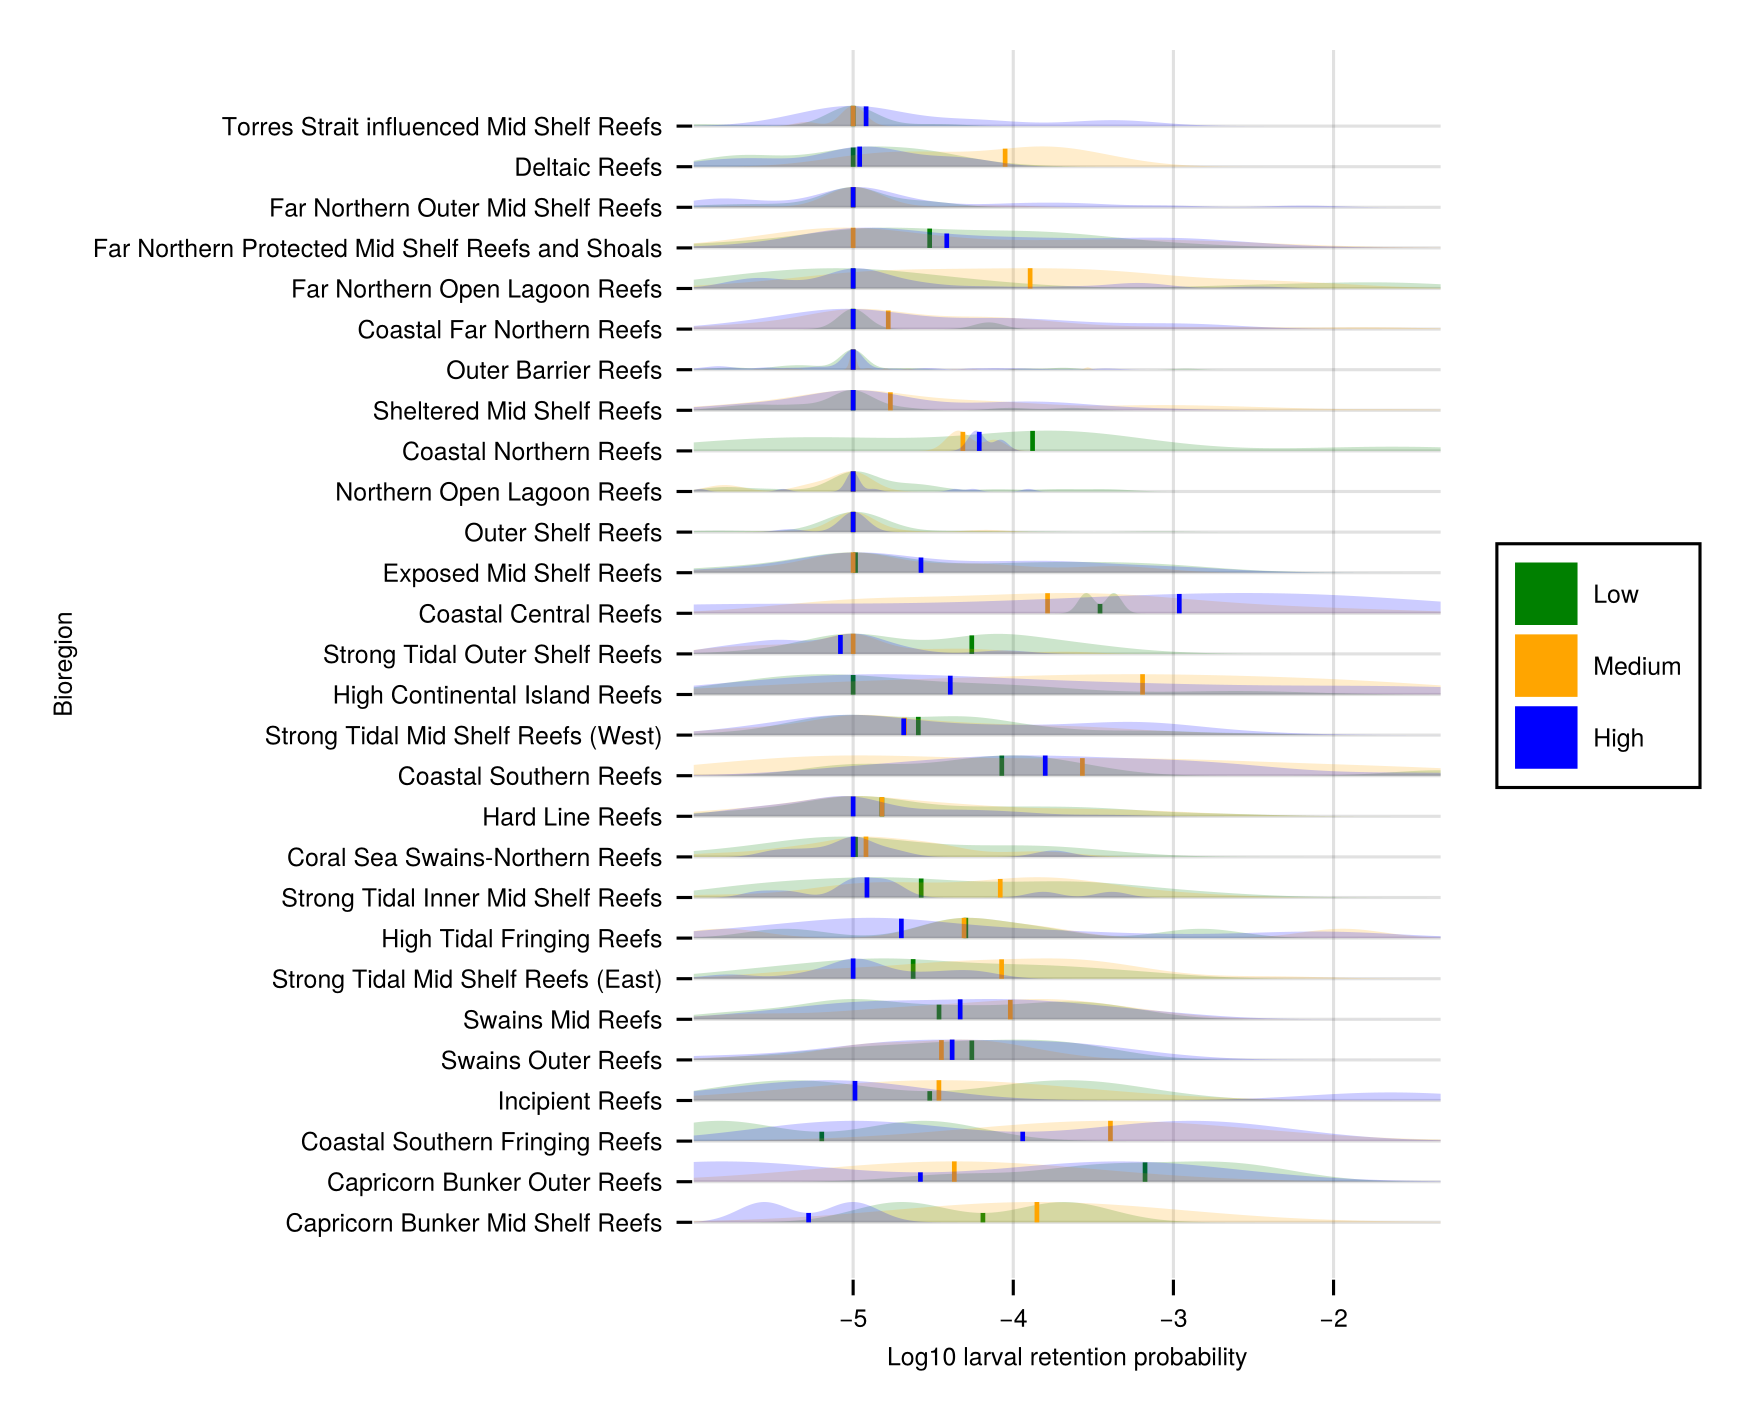 Torres Strait influenced Mid Shelf Reefs
Deltaic Reefs
Far Northern Outer Mid Shelf Reefs
Far Northern Protected Mid Shelf Reefs and Shoals
Far Northern Open Lagoon Reefs
Coastal Far Northern Reefs
Outer Barrier Reefs
Sheltered Mid Shelf Reefs
Coastal Northern Reefs
Northern Open Lagoon Reefs
Outer Shelf Reefs
Exposed Mid Shelf Reefs
Coastal Central Reefs
Strong Tidal Outer Shelf Reefs
High Continental Island Reefs
Strong Tidal Mid Shelf Reefs (West)
Coastal Southern Reefs
Hard Line Reefs
Coral Sea Swains-Northern Reefs
Strong Tidal Inner Mid Shelf Reefs
High Tidal Fringing Reefs
Strong Tidal Mid Shelf Reefs (East)
Swains Mid Reefs
Swains Outer Reefs
Incipient Reefs
Coastal Southern Fringing Reefs
Capricorn Bunker Outer Reefs
Capricorn Bunker Mid Shelf Reefs
Bioregion
−5 −4 −3 −2
Log10 larval retention probability
Low
Medium
High